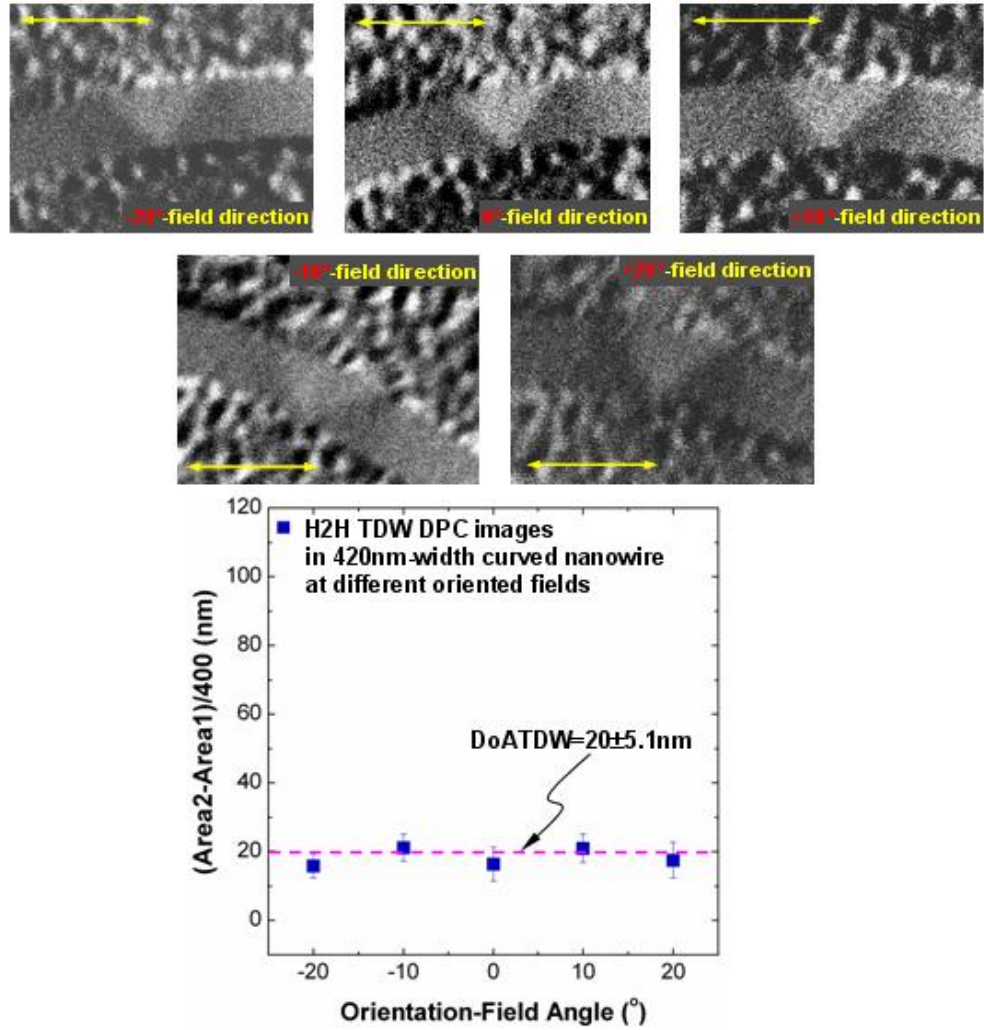 -field direction
0°-field direction
-field direction
-field direction
-field direction
H2H TDW DPC images
in 420nm-width curved nanowire
at different oriented fields
DoATDW=20±5.1nm
(Area2-Area1)/400 (nm)
120
100
80
60
40
20
0
-20
-10
0
10
20
Orientation-Field Angle (°)